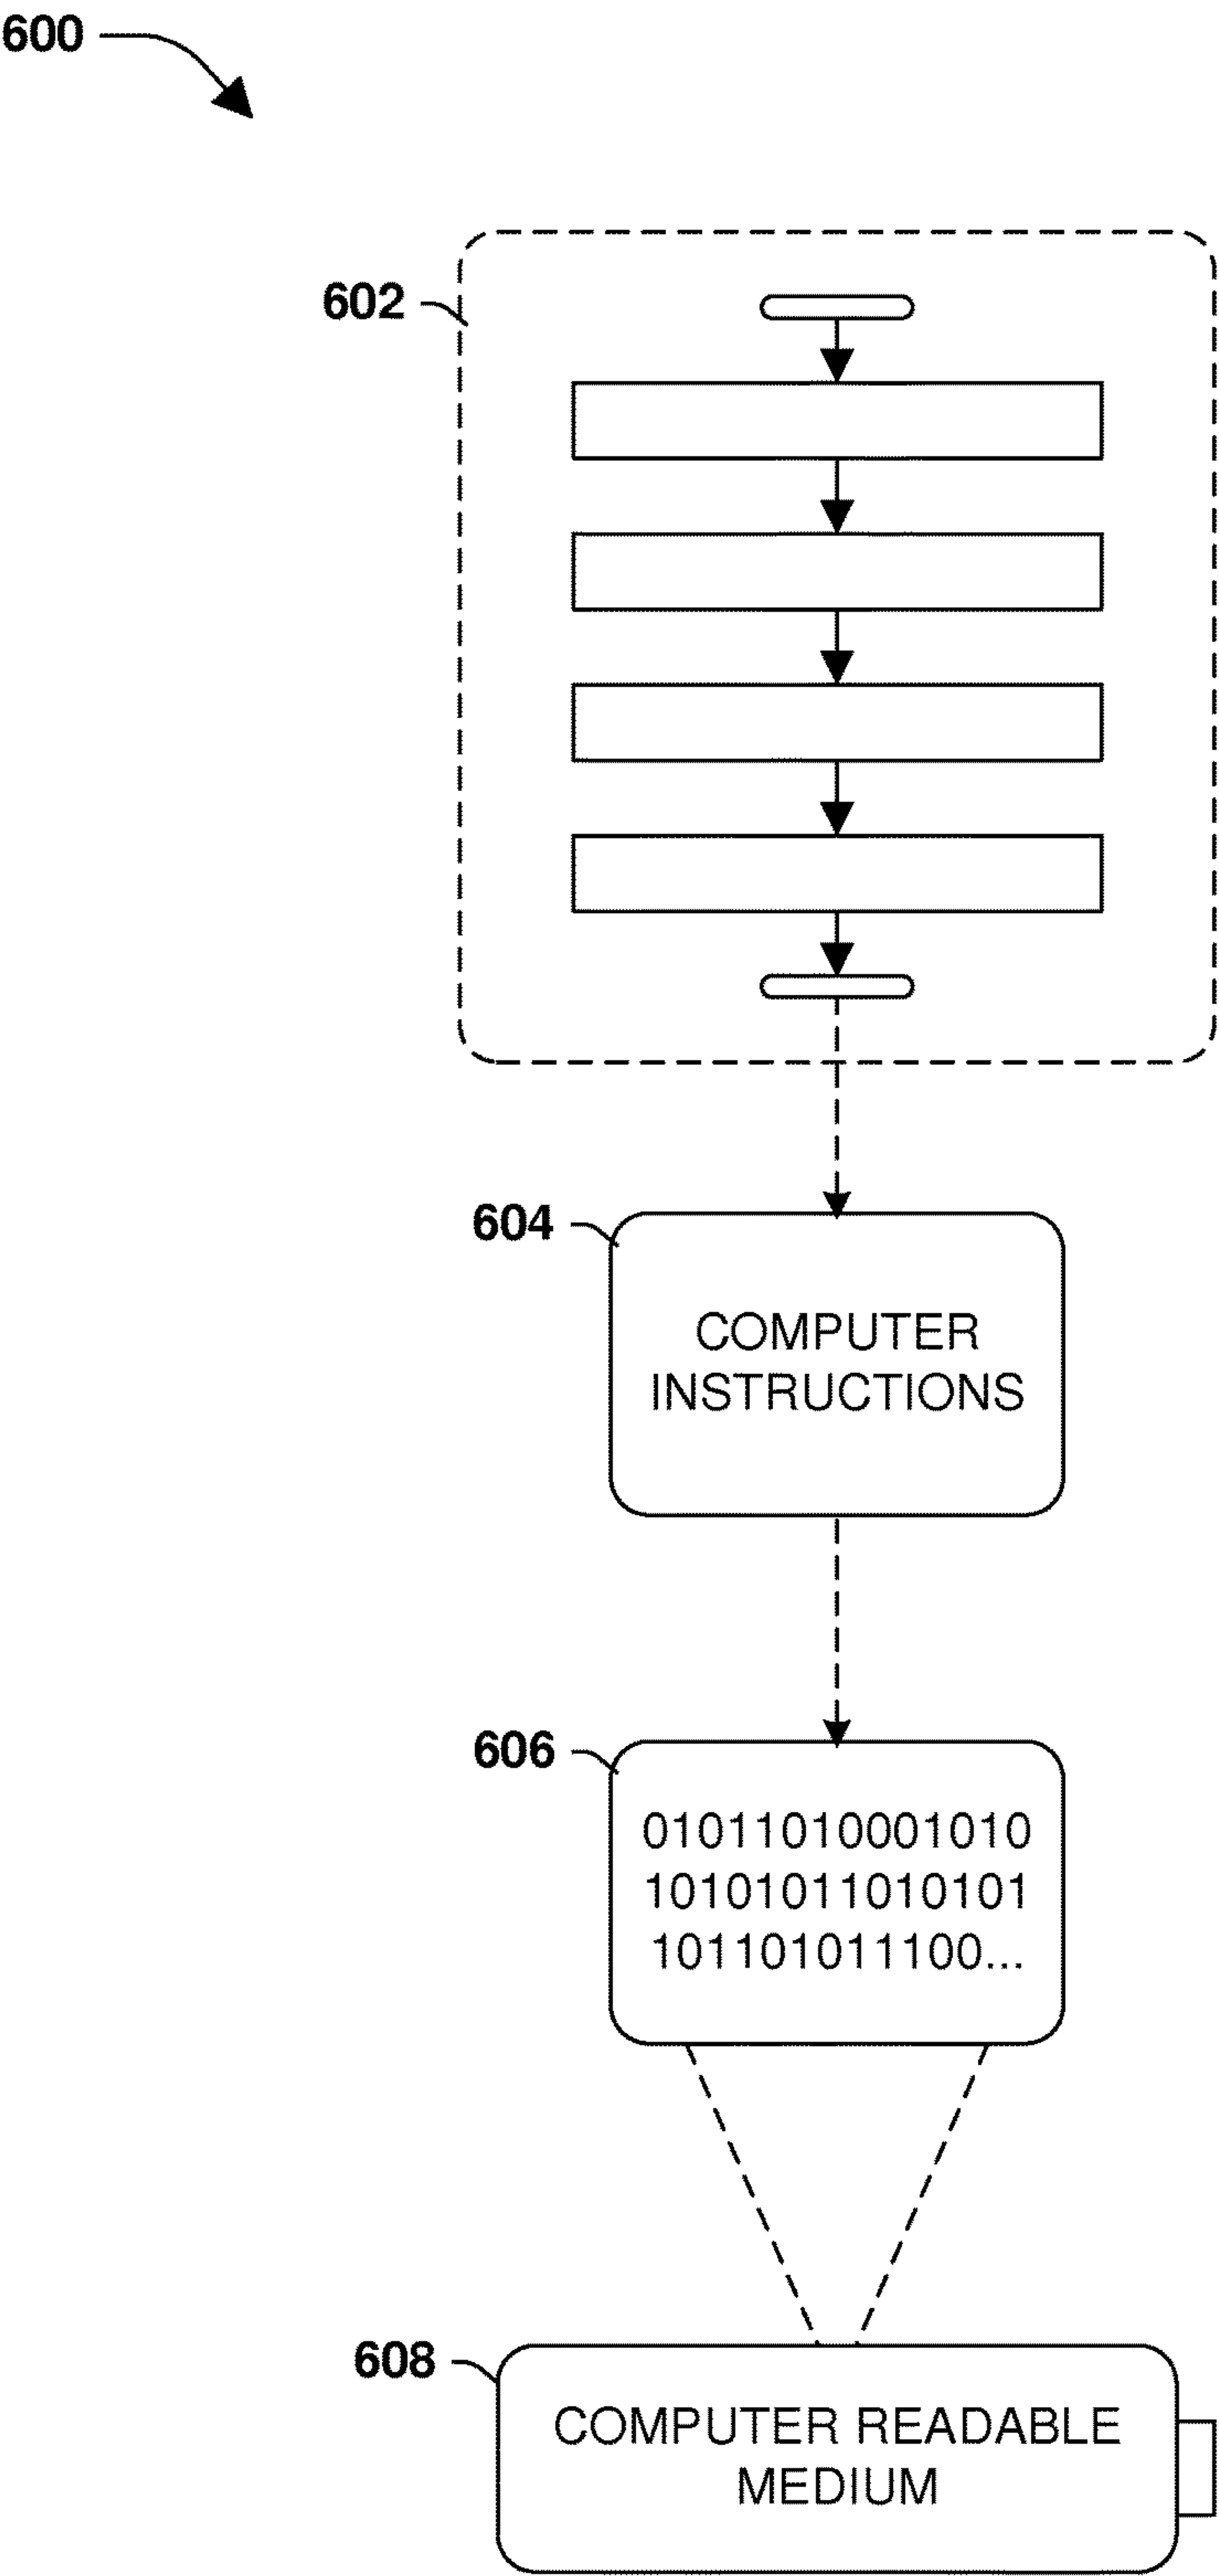 600
602
604
COMPUTER
INSTRUCTIONS
606
01011010001010
10101011010101
101101011100...
608
COMPUTER READABLE
MEDIUM